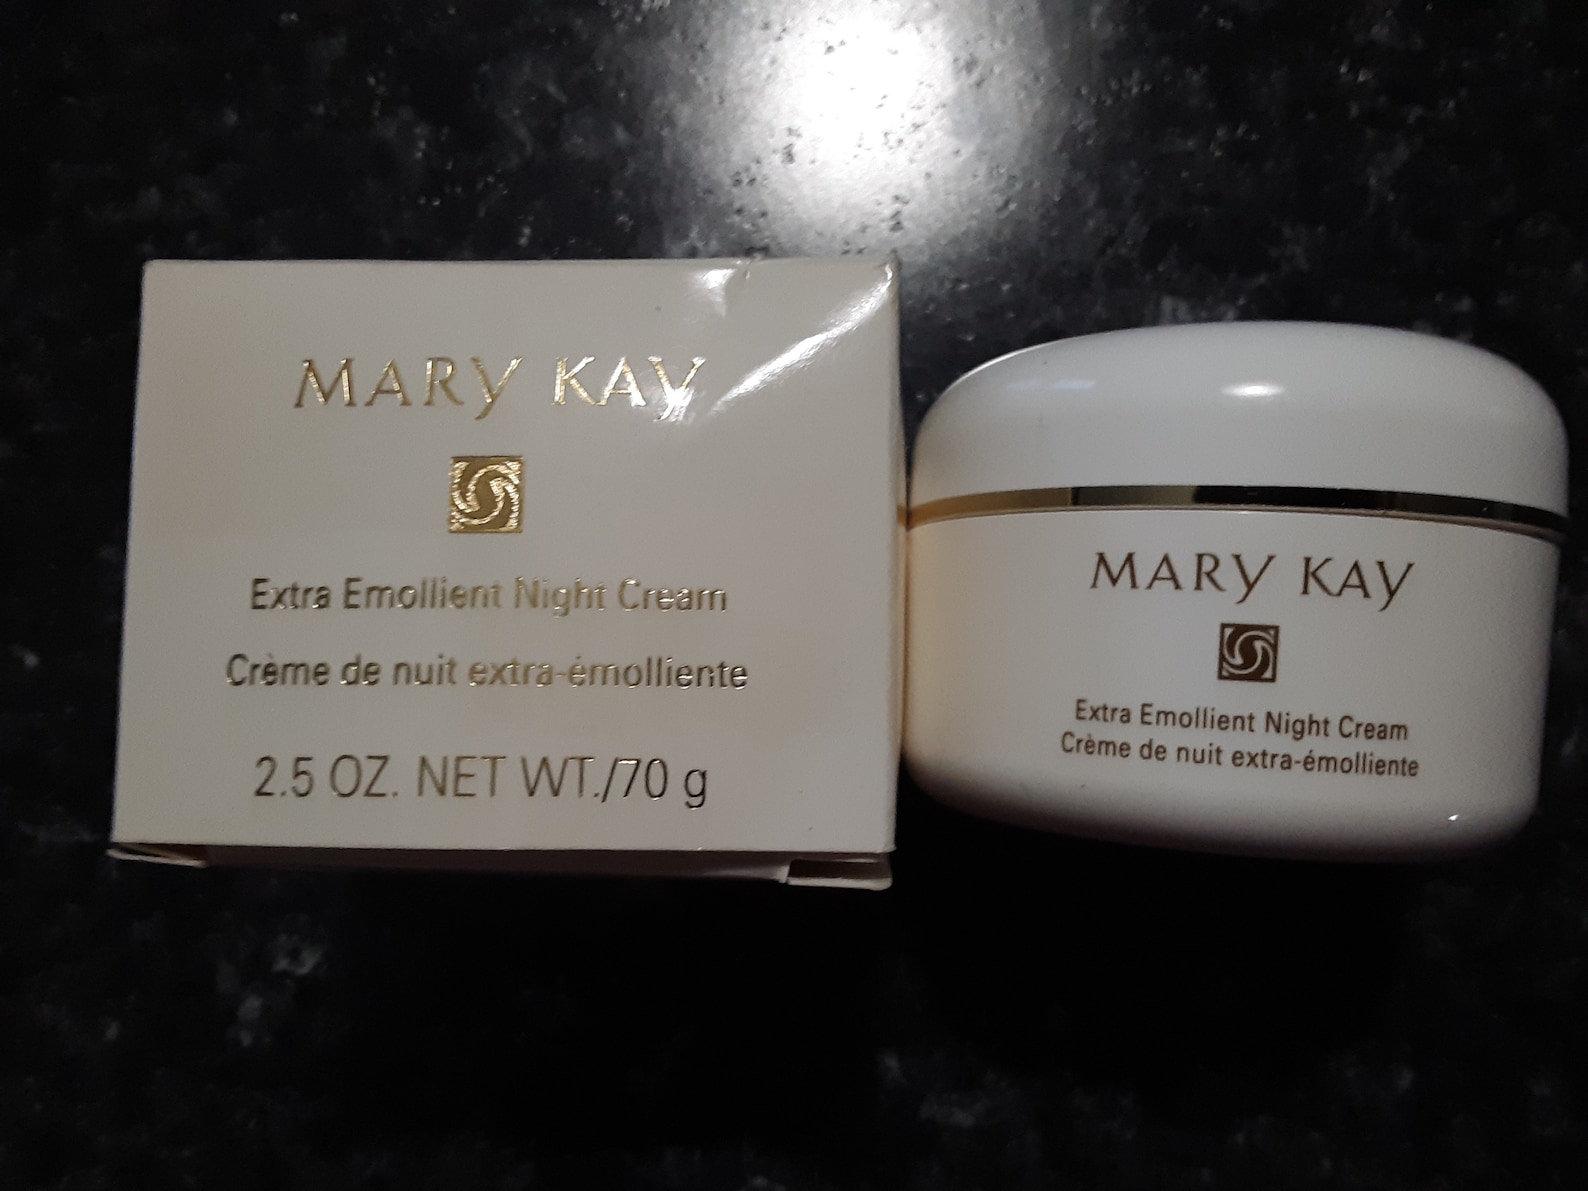 MARY KAY
Extra Emollient Night Cream
Crème de nuit extra-émolliente
2.5 OZ. NET WT./70 g
MARY KAY
Extra Emollient Night Cream
Crème de nuit extra-émolliente